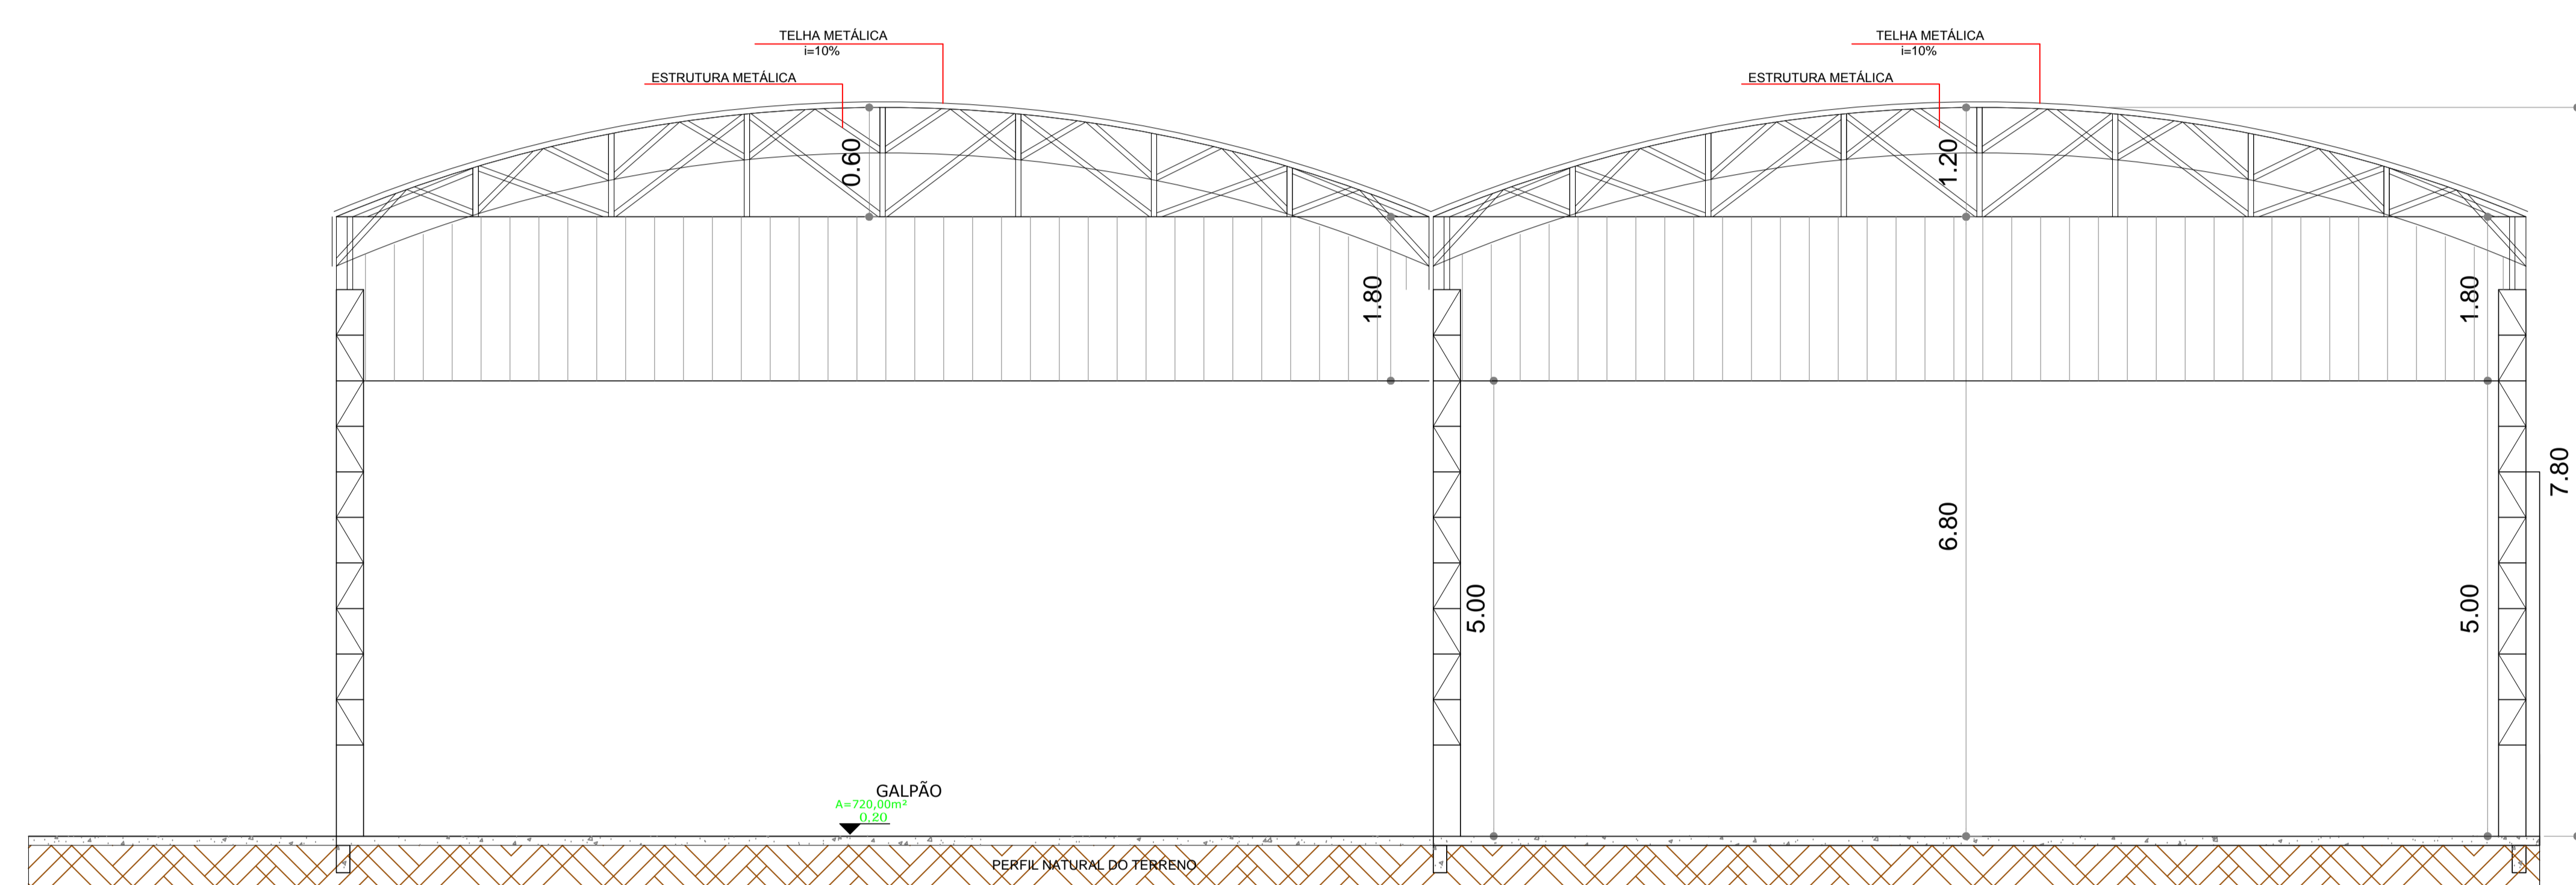 TELHA METÁLICA
i=10%
ESTRUTURA METÁLICA
TELHA METÁLICA
i=10%
ESTRUTURA METÁLICA
0.60
1.20
1.80
1.80
7.80
6.80
5.00
5.00
GALPÃO
A=720,00m²
0,20
PERFIL NATURAL DO TERRENO